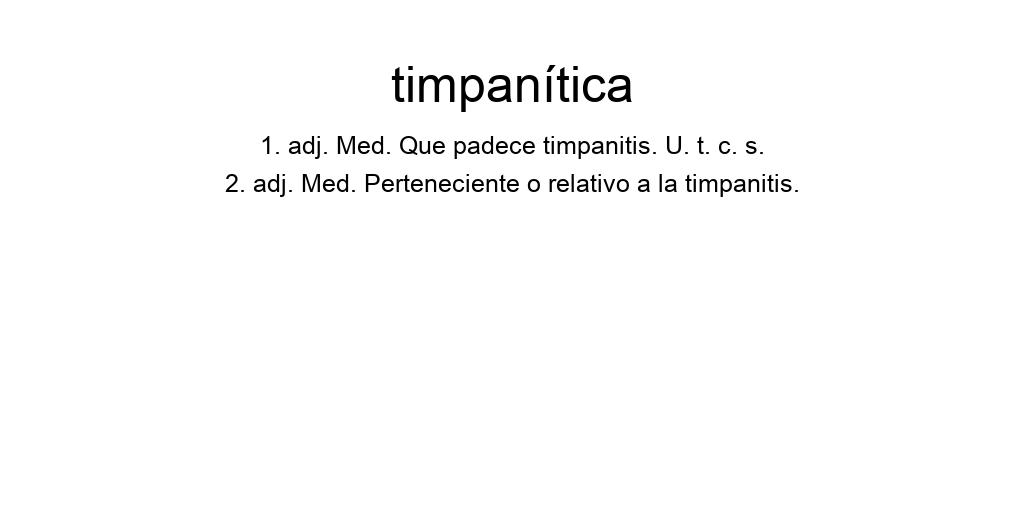 timpanítica
1. adj. Med. Que padece timpanitis. U. t. c. s.
2. adj. Med. Perteneciente o relativo a la timpanitis.